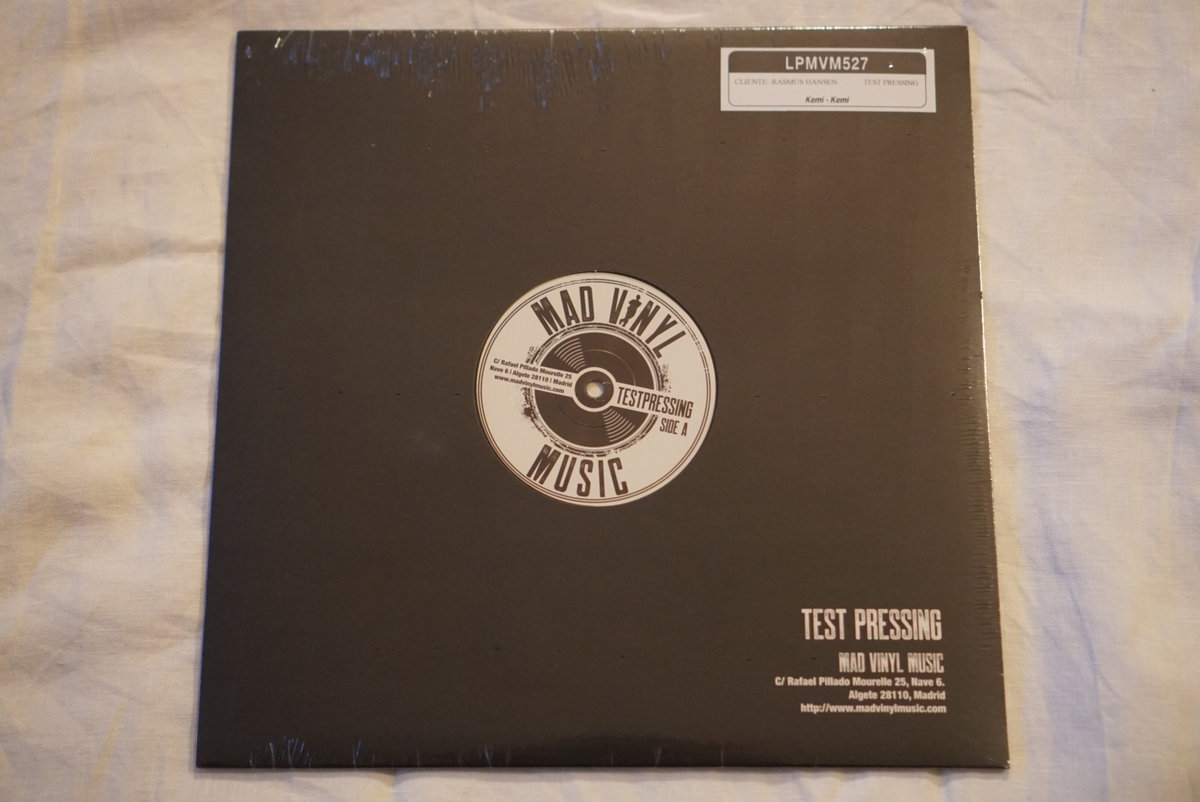 LPMVM527
CLIENTE: RASMUS HANSEN TEST PRESSING
Kemi - Kemi
MAD VINYL
C/ Rafael Pillado Mourelle 25
Nave 6 | Algete 28110 | Madrid
www.madvinylmusic.com
TESTPRESSING
SIDE A
MUSIC
TEST PRESSING
MAD VINYL MUSIC
C/ Rafael Pillado Mourelle 25, Nave 6.
Algete 28110, Madrid
http://www.madvinylmusic.com